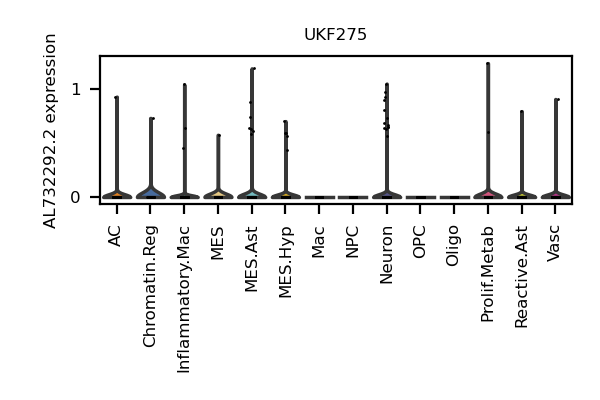 UKF275
AL732292.2 expression
1
0
AC
Chromatin.Reg
Inflammatory.Mac
MES
MES.Ast
MES.Hyp
Mac
NPC
Neuron
OPC
Oligo
Prolif.Metab
Reactive.Ast
Vasc